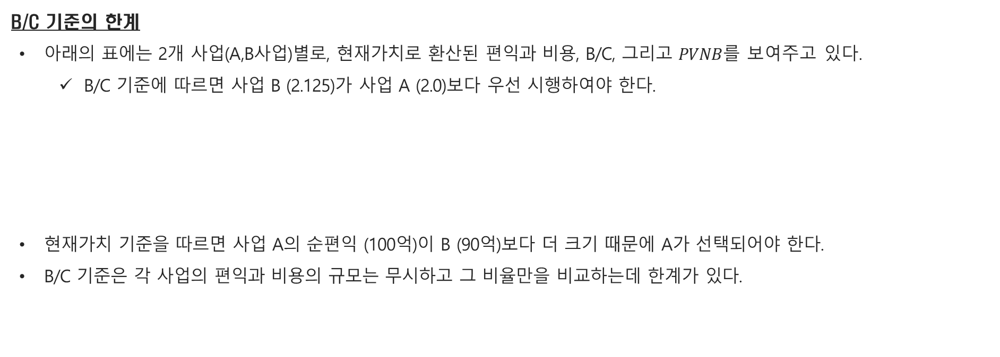 B/C 기준의 한계
• 아래의 표에는 2개 사업(A,B사업)별로, 현재가치로 환산된 편익과 비용, B/C, 그리고 PVNB를 보여주고 있다.
✓ B/C 기준에 따르면 사업 B (2.125)가 사업 A (2.0)보다 우선 시행하여야 한다.
• 현재가치 기준을 따르면 사업 A의 순편익 (100억)이 B (90억)보다 더 크기 때문에 A가 선택되어야 한다.
• B/C 기준은 각 사업의 편익과 비용의 규모는 무시하고 그 비율만을 비교하는데 한계가 있다.